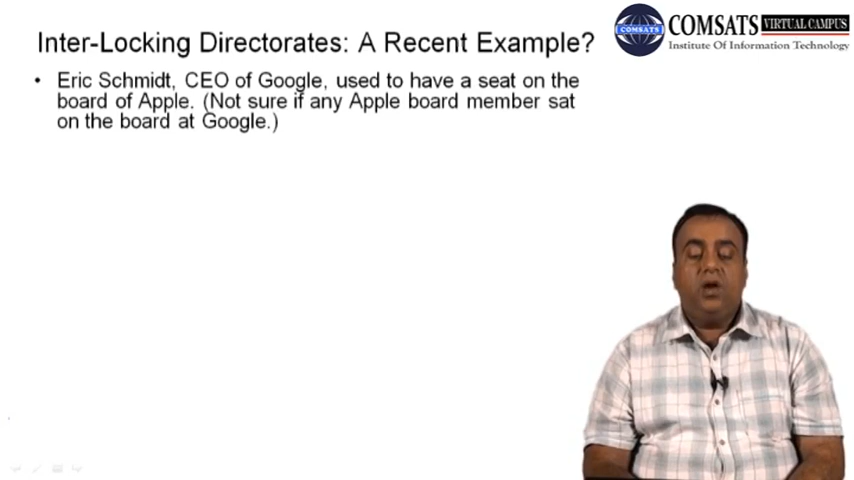 Inter-Locking Directorates: A Recent Example?
COMSATS
COMSATS VIRTUAL CAMPUS
Institute Of Information Technology
• Eric Schmidt, CEO of Google, used to have a seat on the
board of Apple. (Not sure if any Apple board member sat
on the board at Google.)